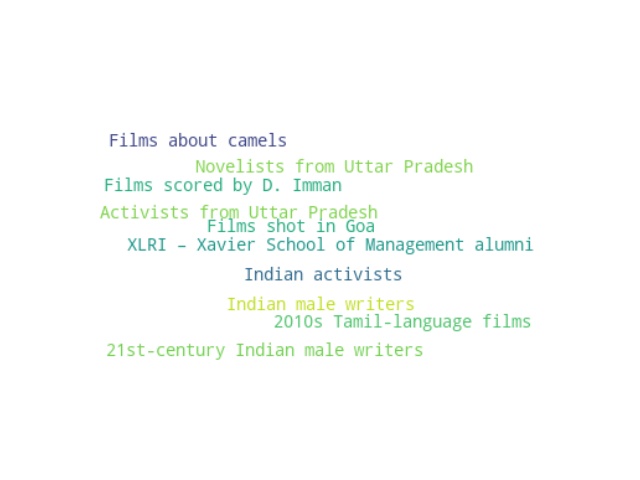 Films about camels
Novelists from Uttar Pradesh
Films scored by D. Imman
Activists from Uttar Pradesh
Films shot in Goa
XLRI – Xavier School of Management alumni
Indian activists
Indian male writers
2010s Tamil-language films
21st-century Indian male writers